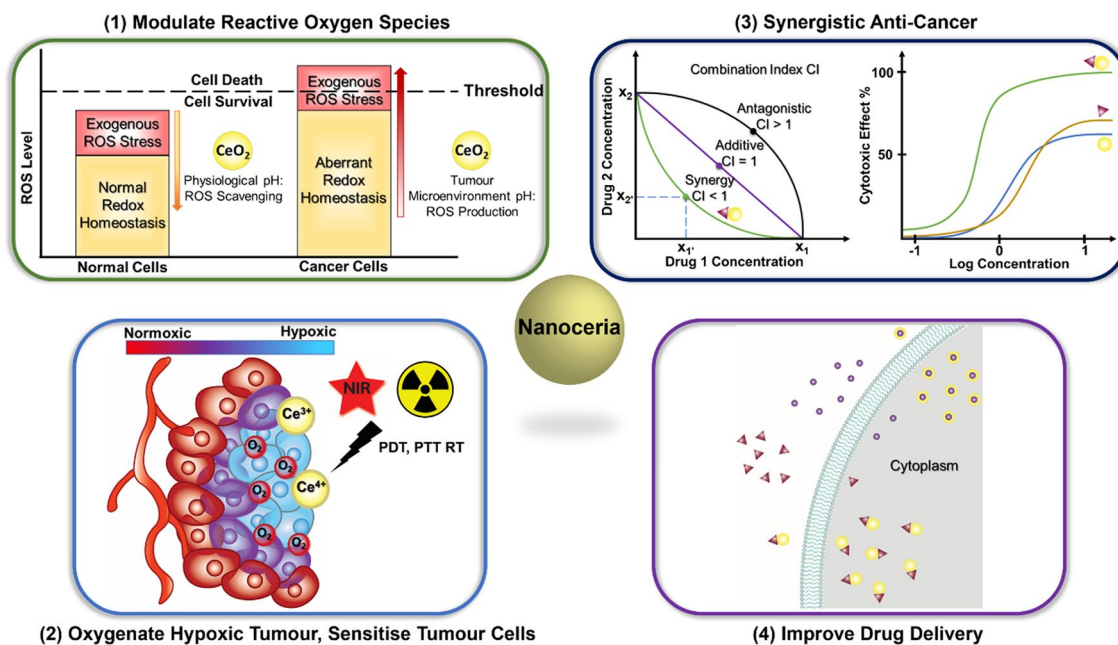 (1) Modulate Reactive Oxygen Species
ROS Level
Cell Death
Cell Survival
Threshold
Exogenous
ROS Stress
Normal
Redox
Homeostasis
Normal Cells
CeO₂
Physiological pH:
ROS Scavenging
Exogenous
ROS Stress
Aberrant
Redox
Homeostasis
Cancer Cells
CeO₂
Tumour
Microenvironment pH:
ROS Production
(3) Synergistic Anti-Cancer
Drug 2 Concentration
x₂
x₂'
Combination Index CI
Antagonistic
CI > 1
Additive
CI = 1
Synergy
CI < 1
x₁'
x₁
Drug 1 Concentration
Cytotoxic Effect %
100
50
-1
0
1
Log Concentration
Nanoceria
Normoxic
Hypoxic
NIR
Ce³⁺
PDT, PTT RT
O₂
O₂
Ce⁴⁺
O₂
O₂
O₂
O₂
(2) Oxygenate Hypoxic Tumour, Sensitise Tumour Cells
Cytoplasm
(4) Improve Drug Delivery